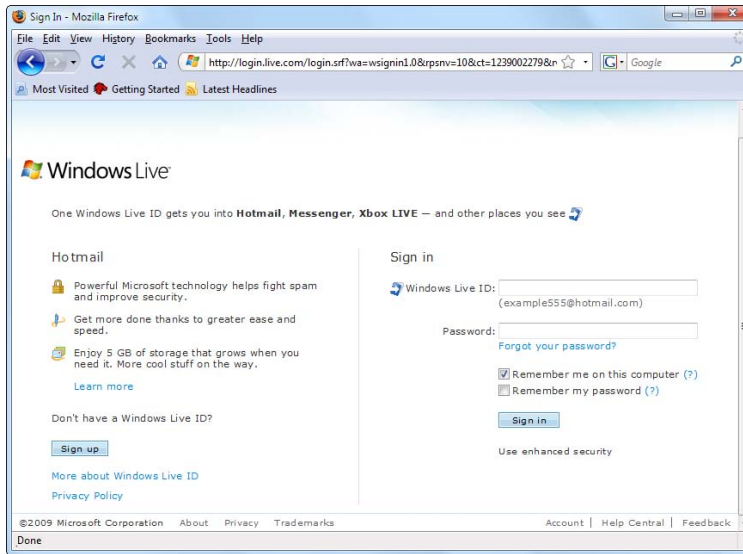 Sign In - Mozilla Firefox
File Edit View History Bookmarks Tools Help
http://login.live.com/login.srf?wa=wsignin1.0&rpsnv=10&ct=1239002279&r
G Google
Most Visited Getting Started Latest Headlines
Windows Live
One Windows Live ID gets you into Hotmail, Messenger, Xbox LIVE — and other places you see
Hotmail
Powerful Microsoft technology helps fight spam
and improve security.
Get more done thanks to greater ease and
speed.
Enjoy 5 GB of storage that grows when you
need it. More cool stuff on the way.
Learn more
Don't have a Windows Live ID?
Sign up
More about Windows Live ID
Privacy Policy
Sign in
Windows Live ID:
(example555@hotmail.com)
Password:
Forgot your password?
Remember me on this computer (?)
Remember my password (?)
Sign in
Use enhanced security
©2009 Microsoft Corporation About Privacy Trademarks Account | Help Central | Feedback
Done